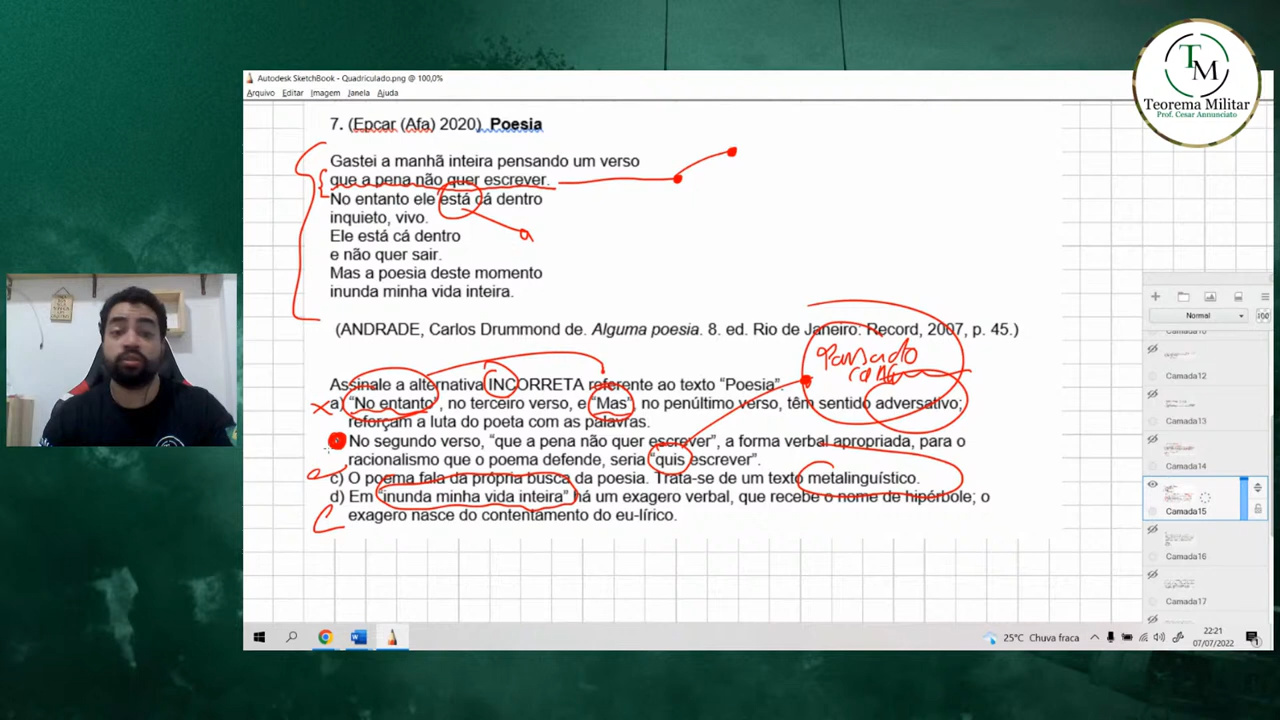 TM
Teorema Militar
Prof. Cesar Annunciato
Autodesk SketchBook - Quadriculado.png @ 100,0%
Arquivo Editar Imagem Janela Ajuda
7. (Epcar (Afa) 2020) Poesia
Gastei a manhã inteira pensando um verso
que a pena não quer escrever.
No entanto ele está cá dentro
inquieto, vivo.
Ele está cá dentro
e não quer sair.
Mas a poesia deste momento
inunda minha vida inteira.
(ANDRADE, Carlos Drummond de. Alguma poesia. 8. ed. Rio de Janeiro: Record, 2007, p. 45.)
Assinale a alternativa INCORRETA referente ao texto “Poesia”.
a) “No entanto”, no terceiro verso, e “Mas”, no penúltimo verso, têm sentido adversativo;
reforçam a luta do poeta com as palavras.
No segundo verso, “que a pena não quer escrever”, a forma verbal apropriada, para o
racionalismo que o poema defende, seria “quis escrever”.
c) O poema fala da própria busca da poesia. Trata-se de um texto metalinguístico.
d) Em “inunda minha vida inteira” há um exagero verbal, que recebe o nome de hipérbole; o
exagero nasce do contentamento do eu-lírico.
Passado
Normal
100
Camada12
Camada14
Camada15
Camada16
Camada17
25°C Chuva fraca
22:21
07/07/2022